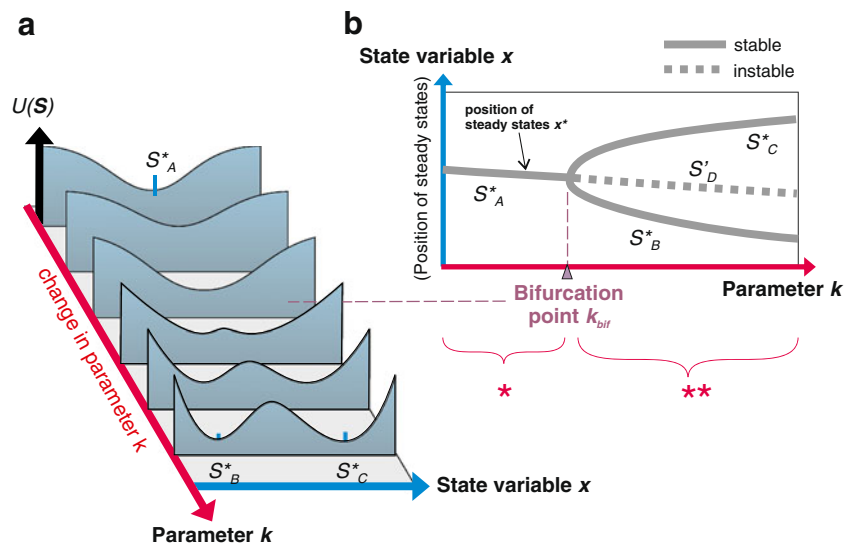 a
b
State variable x
stable
instable
(Position of steady states)
U(S)
S*A
position of
steady states x*
S*A
S*C
S'D
S*B
Bifurcation
point kbif
Parameter k
change in parameter k
*
**
S*B
S*C
State variable x
Parameter k